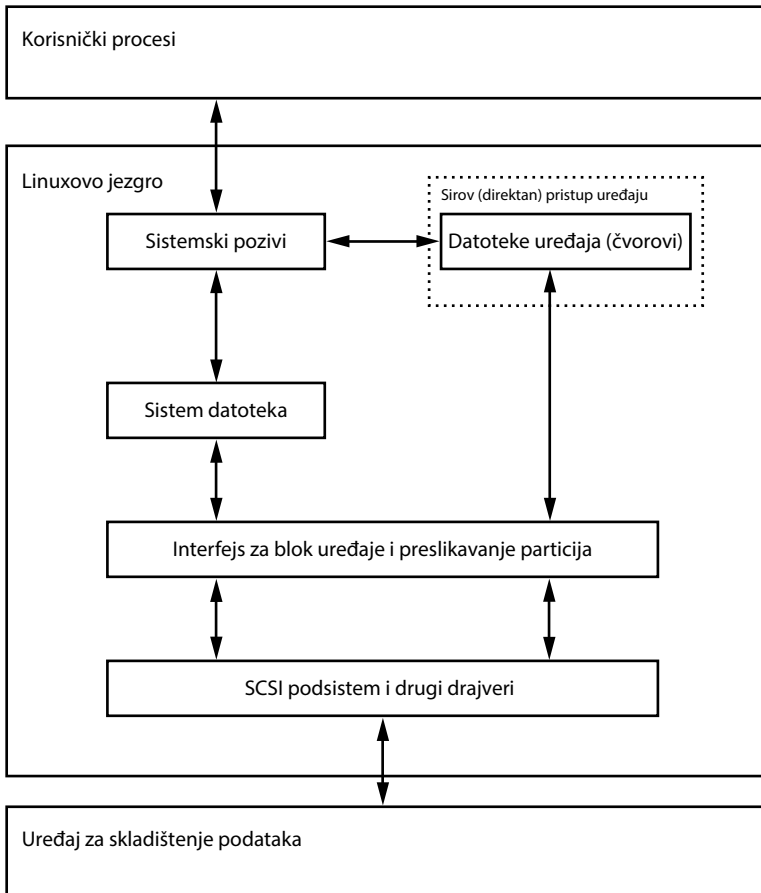 Korisnički procesi
Linuxovo jezgro
Sirov (direktan) pristup uređaju
Sistemski pozivi
Datoteke uređaja (čvorovi)
Sistem datoteka
Interfejs za blok uređaje i preslikavanje particija
SCSI podsistem i drugi drajveri
Uređaj za skladištenje podataka